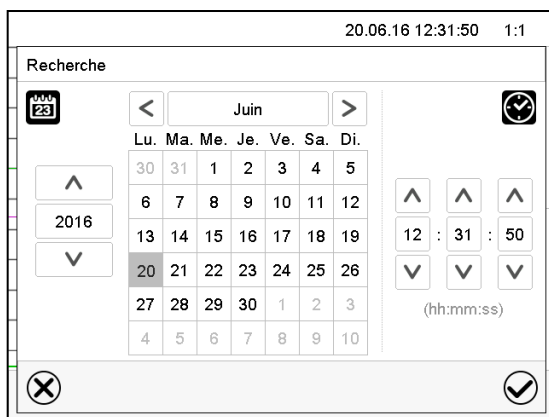 20.06.16 12:31:50 1:1
Recherche
23
< Juin >
Lu. Ma. Me. Je. Ve. Sa. Di.
30 31 1 2 3 4 5
6 7 8 9 10 11 12
2016
13 14 15 16 17 18 19
12 : 31 : 50
20 21 22 23 24 25 26
27 28 29 30 1 2 3
(hh:mm:ss)
4 5 6 7 8 9 10